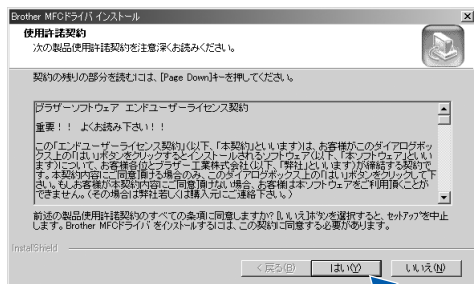 Brother MFCドライバ インストール
使用許諾契約
次の製品使用許諾契約を注意深くお読みください。
契約の残りの部分を読むには、[Page Down]キーを押してください。
ブラザーソフトウェア エンドユーザーライセンス契約
重要！！ よくお読み下さい！！
この「エンドユーザーライセンス契約」(以下、「本契約」といいます)は、お客様がこのダイアログボッ
クス上の「はい」ボタンをクリックするとインストールされるソフトウェア(以下、「本ソフトウェア」といい
ます)について、お客様各位とブラザー工業株式会社(以下、「弊社」といいます)が締結する契約で
す。本契約内容にご同意頂ける場合のみ、このダイアログボックス上の「はい」ボタンをクリックして下
さい。もしお客様が本契約内容にご同意頂けない場合、お客様は本ソフトウェアをご利用頂くことが
できません。(その場合は弊社若しくは購入元にご連絡下さい。)
前述の製品使用許諾契約のすべての条項に同意しますか? [いいえ]ボタンを選択すると、セットアップを中止
します。Brother MFCドライバ をインストールするには、この契約に同意する必要があります。
InstallShield
< 戻る(B)
はい(Y)
いいえ(N)